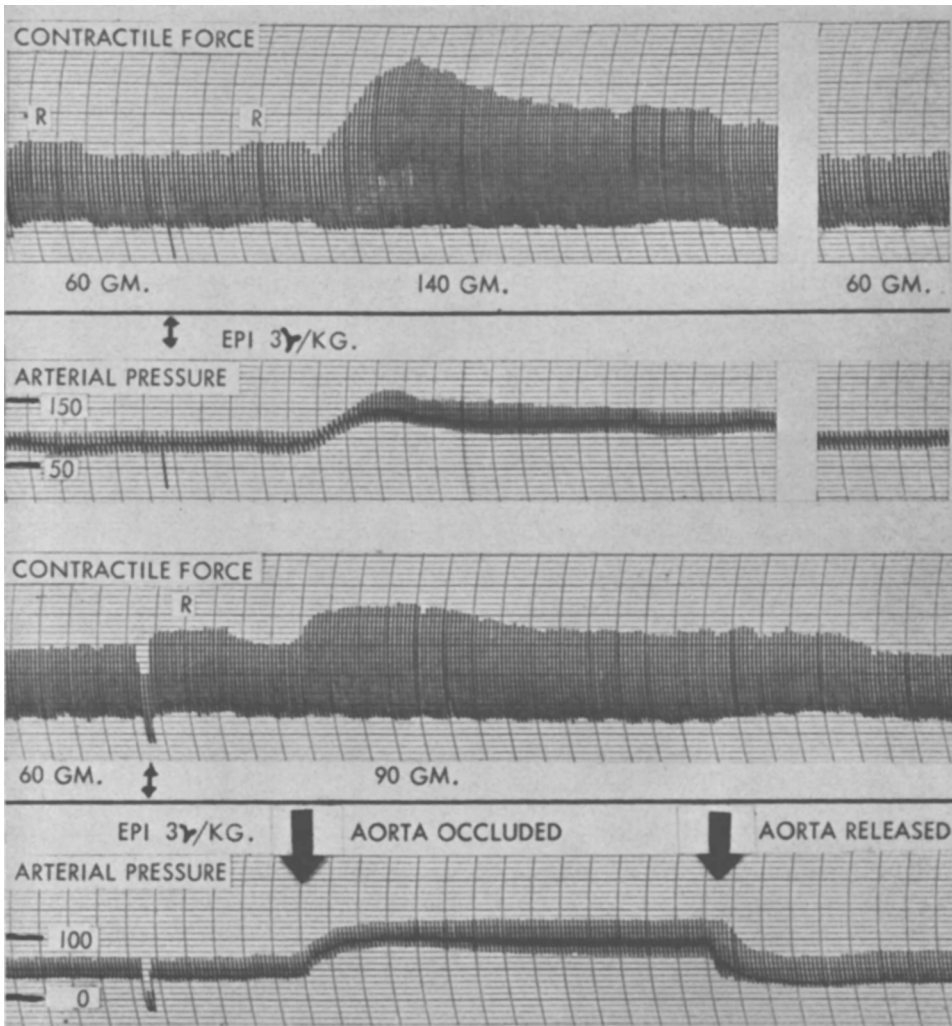 CONTRACTILE FORCE
R R
60 GM. 140 GM. 60 GM.
EPI 3γ/KG.
ARTERIAL PRESSURE
150
50
CONTRACTILE FORCE
R
60 GM. 90 GM.
EPI 3γ/KG. AORTA OCCLUDED AORTA RELEASED
ARTERIAL PRESSURE
100
0